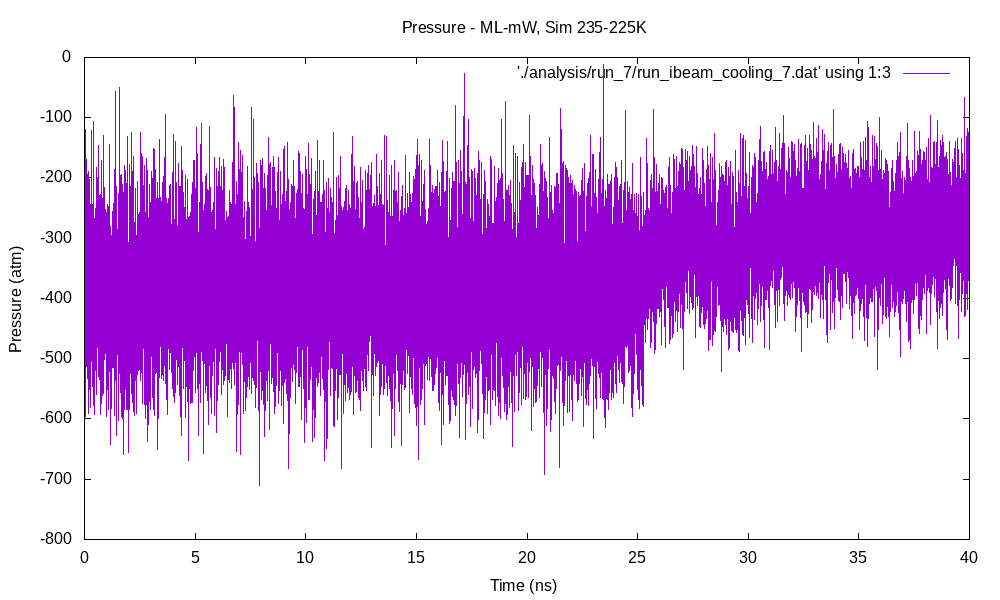 Pressure - ML-mW, Sim 235-225K
'./analysis/run_7/run_ibeam_cooling_7.dat' using 1:3
0
-100
-200
-300
-400
-500
-600
-700
-800
Pressure (atm)
0 5 10 15 20 25 30 35 40
Time (ns)